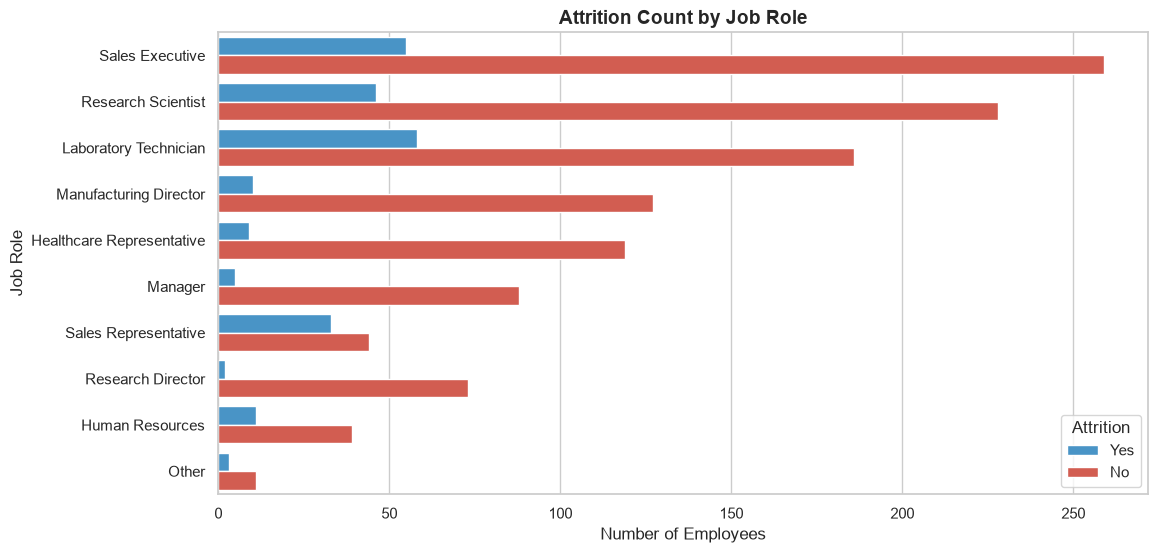 Attrition Count by Job Role
Job Role
Sales Executive
Research Scientist
Laboratory Technician
Manufacturing Director
Healthcare Representative
Manager
Sales Representative
Research Director
Human Resources
Other
Attrition
Yes
No
0 50 100 150 200 250
Number of Employees